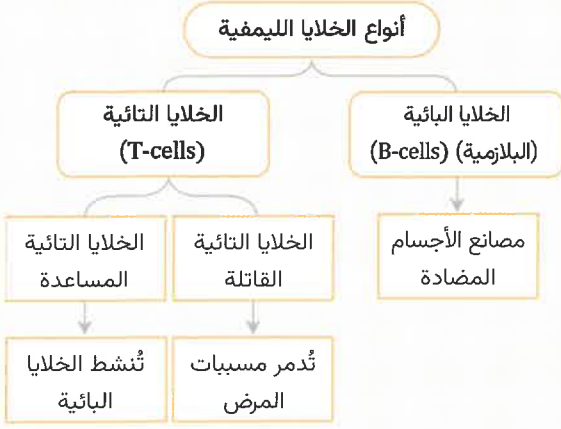 أنواع الخلايا الليمفية
الخلايا البائية
(البلازمية) (B-cells)
الخلايا التائية
(T-cells)
مصانع الأجسام
المضادة
الخلايا التائية
القاتلة
الخلايا التائية
المساعدة
تُدمر مسببات
المرض
تُنشط الخلايا
البائية